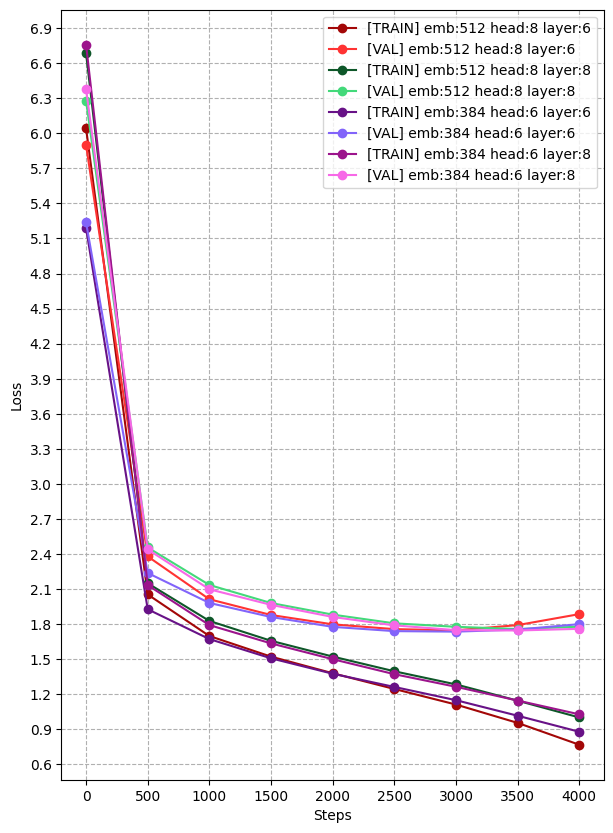 [TRAIN] emb:512 head:8 layer:6
[VAL] emb:512 head:8 layer:6
[TRAIN] emb:512 head:8 layer:8
[VAL] emb:512 head:8 layer:8
[TRAIN] emb:384 head:6 layer:6
[VAL] emb:384 head:6 layer:6
[TRAIN] emb:384 head:6 layer:8
[VAL] emb:384 head:6 layer:8
6.9
6.6
6.3
6.0
5.7
5.4
5.1
4.8
4.5
4.2
3.9
3.6
3.3
3.0
2.7
2.4
2.1
1.8
1.5
1.2
0.9
0.6
Loss
0 500 1000 1500 2000 2500 3000 3500 4000
Steps